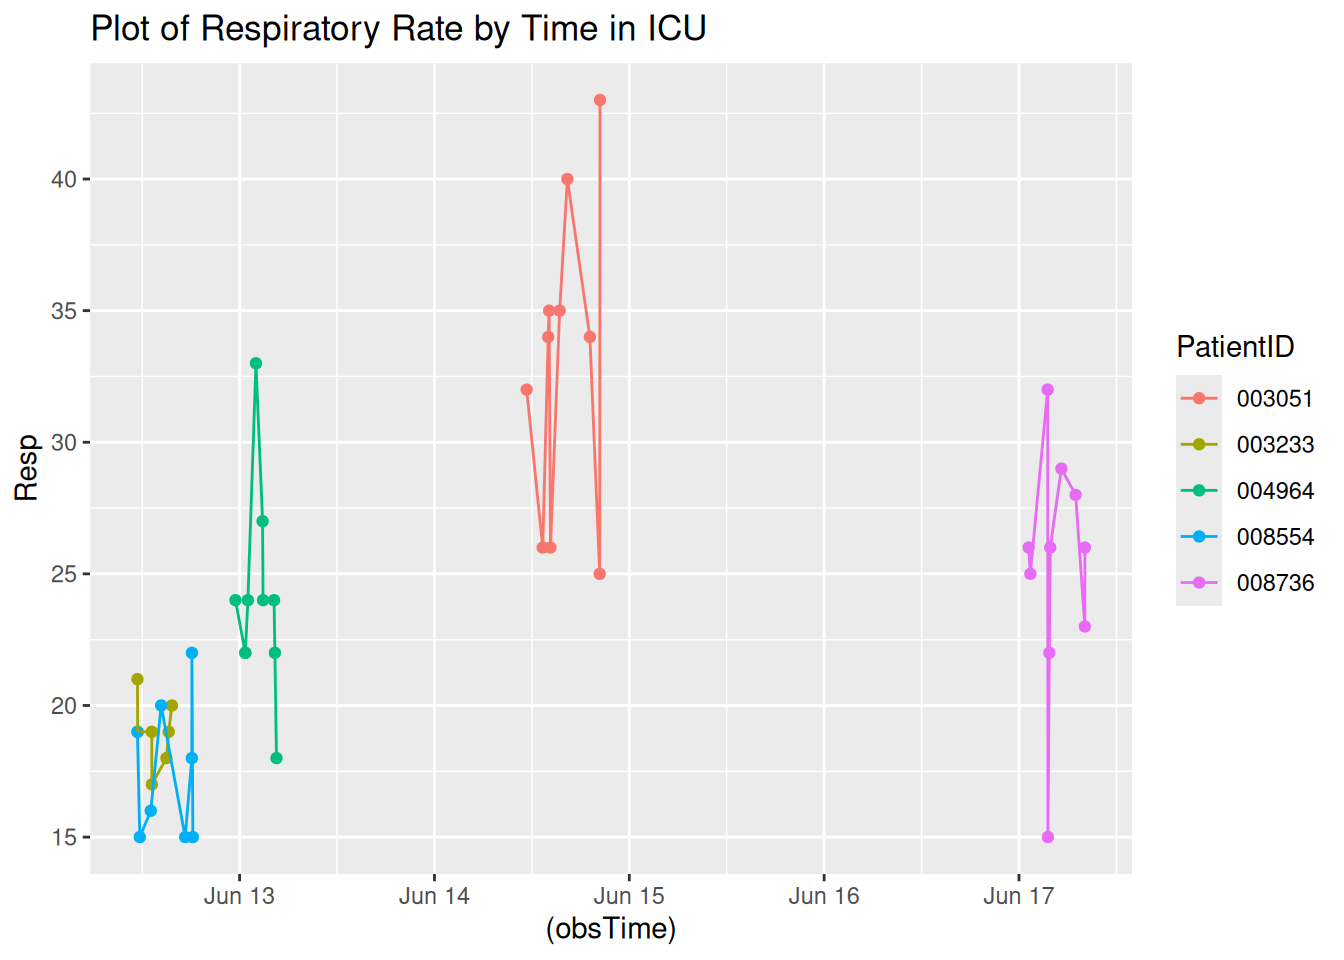 Plot of Respiratory Rate by Time in ICU
40
35
30
25
20
15
Resp
Jun 13
Jun 14
Jun 15
Jun 16
Jun 17
(obsTime)
PatientID
003051
003233
004964
008554
008736